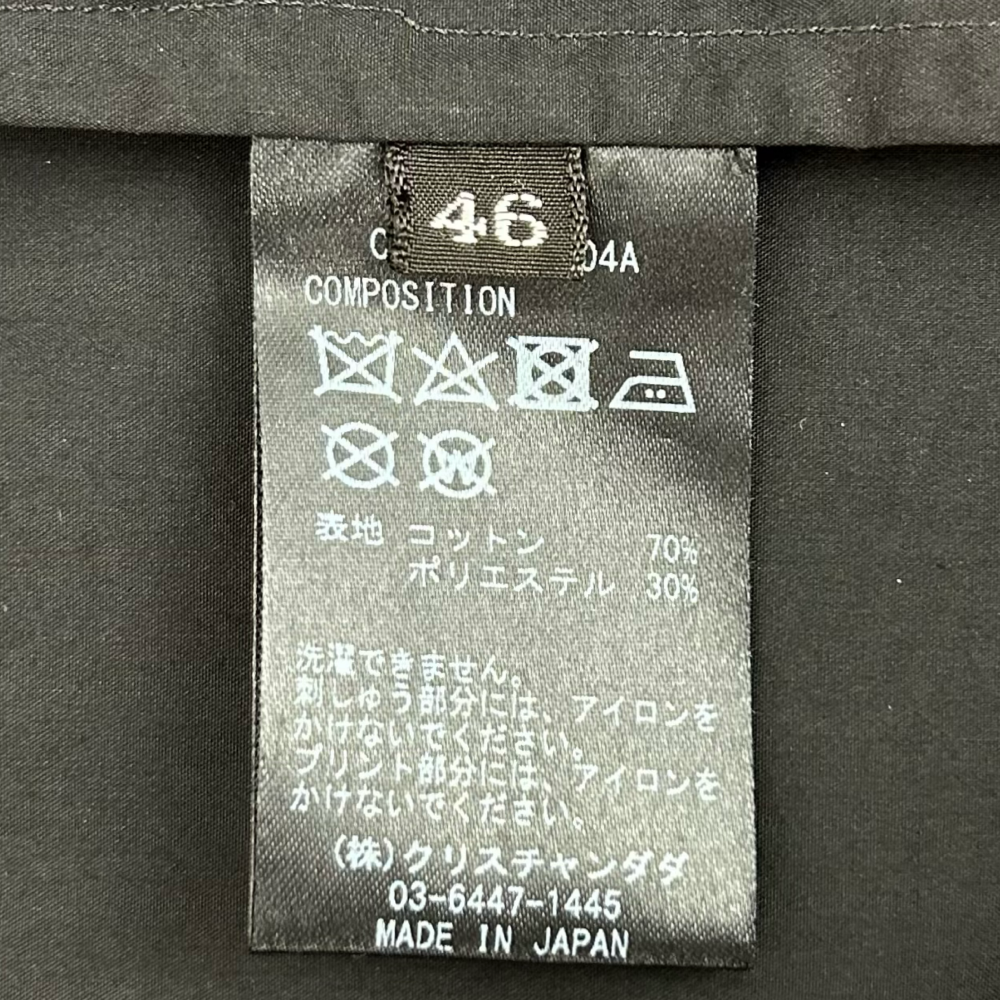 46
04A
COMPOSITION
W
表地 コットン 70%
ポリエステル 30%
洗濯できません。
刺しゅう部分には、アイロンを
かけないでください。
プリント部分には、アイロンを
かけないでください。
(株)クリスチャンダダ
03-6447-1445
MADE IN JAPAN